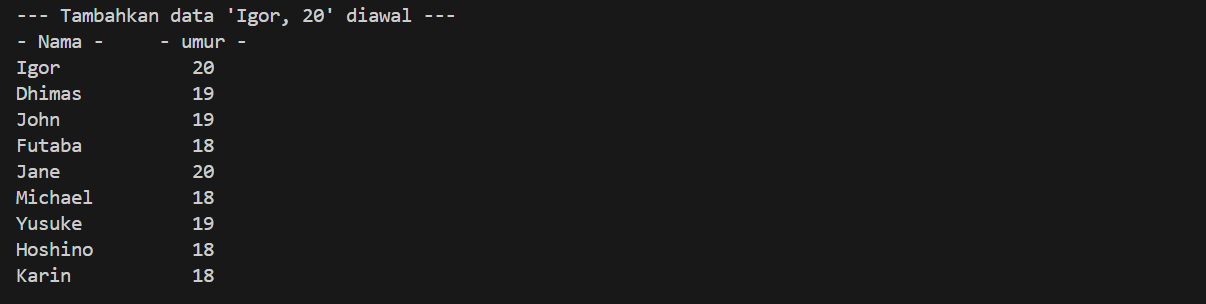 --- Tambahkan data 'Igor, 20' diawal ---
- Nama -     - umur -
Igor            20
Dhimas          19
John            19
Futaba          18
Jane            20
Michael         18
Yusuke          19
Hoshino         18
Karin           18